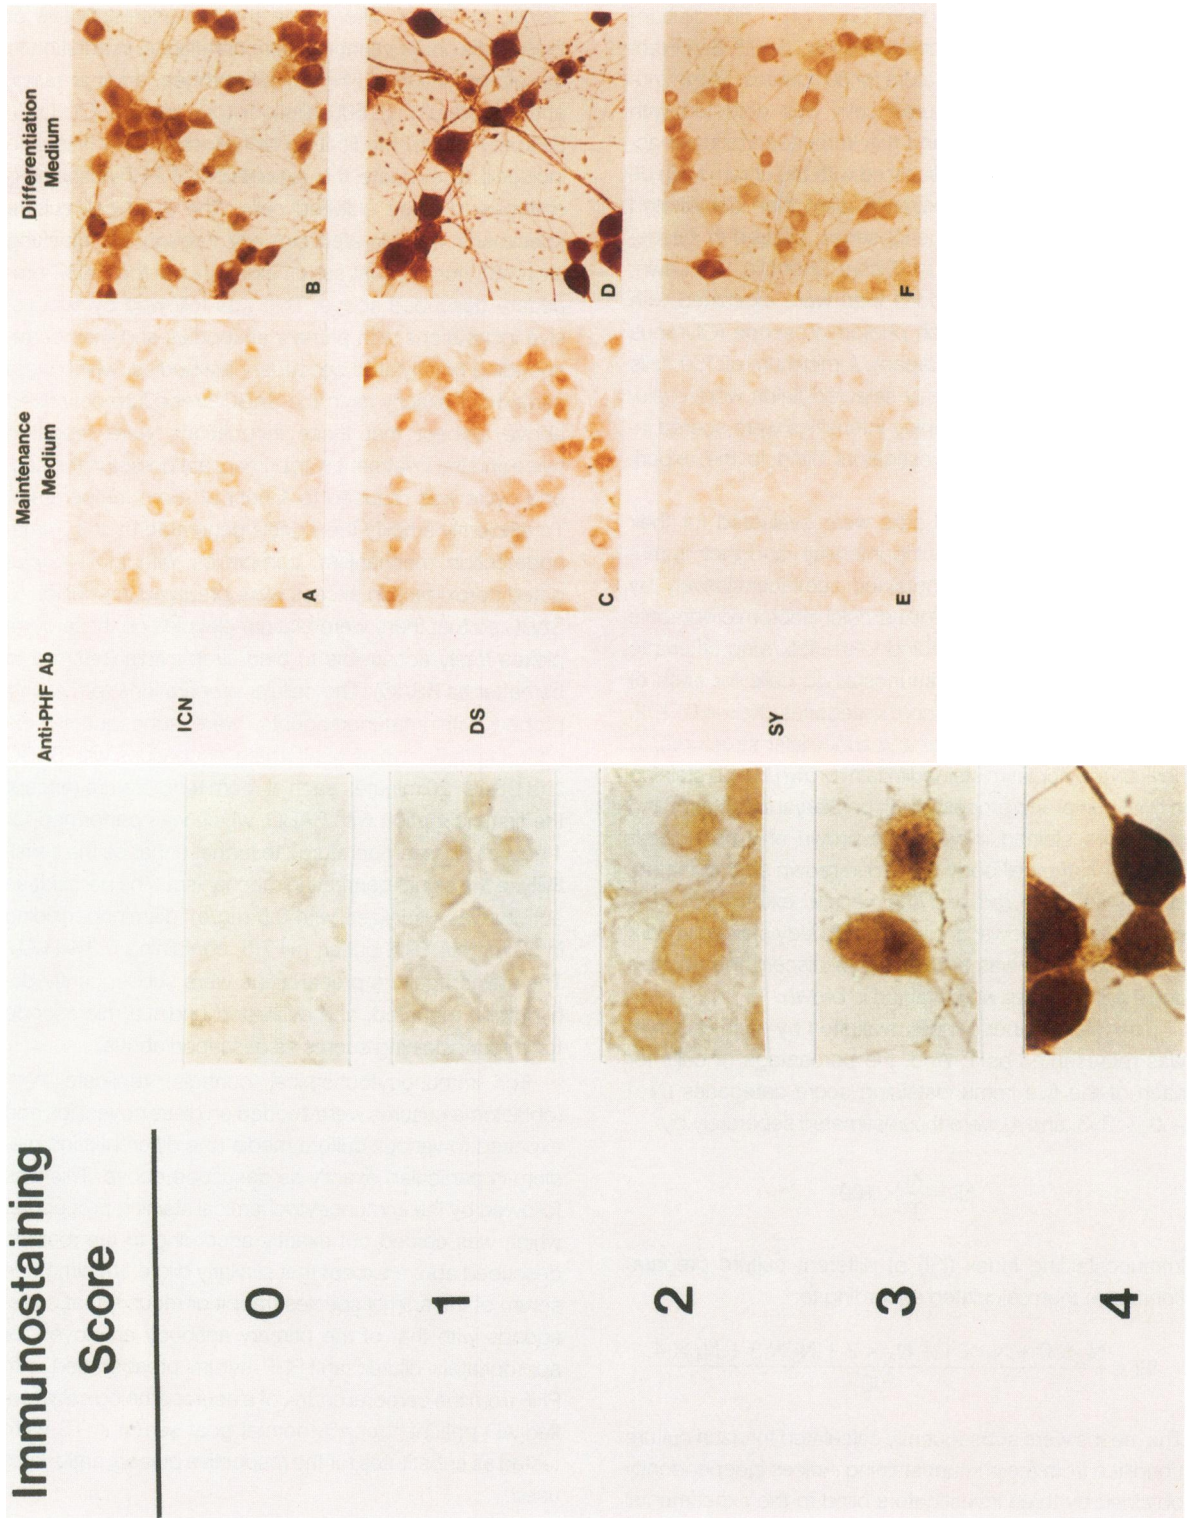 Anti-PHF Ab
Maintenance
Medium
Differentiation
Medium
ICN
A
B
DS
C
D
SY
E
F
Immunostaining
Score
0
1
2
3
4